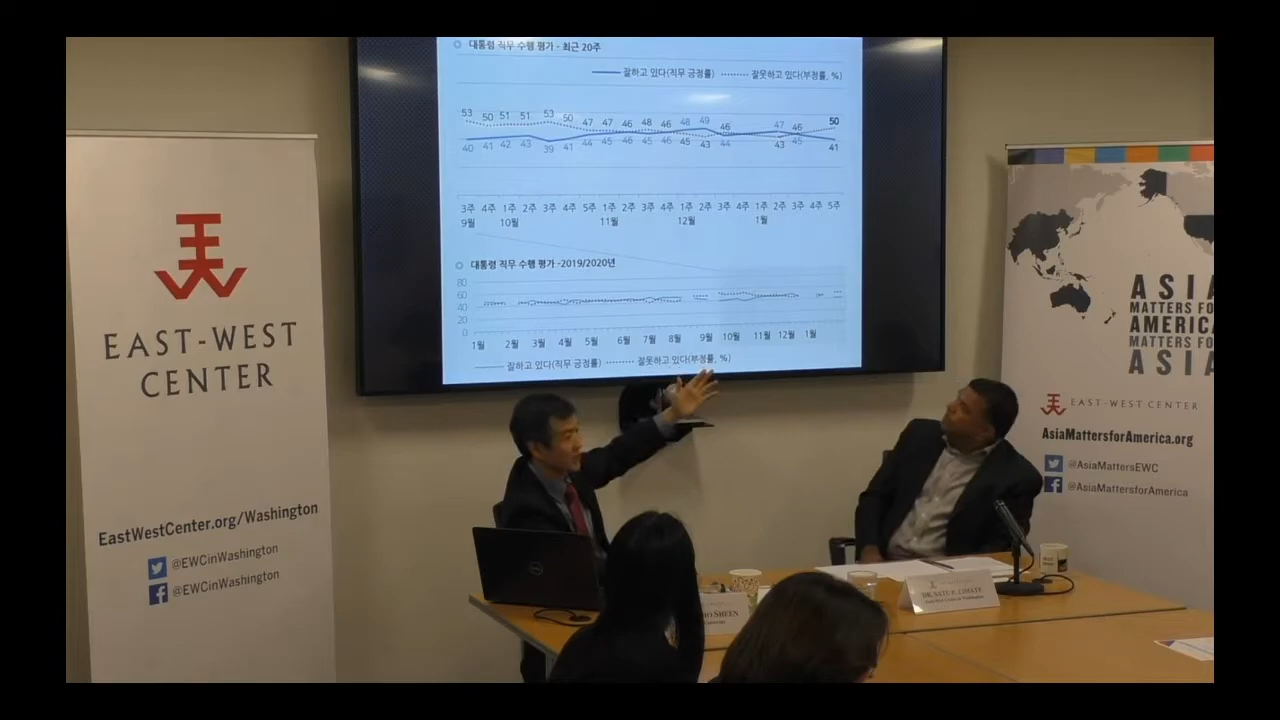 대통령 직무 수행 평가 - 최근 20주
잘하고 있다(직무 긍정률) 잘못하고 있다(부정률, %)
53 50 51 51 53 50 47 47 46 48 46 48 49 46 47 46 50
40 41 42 43 39 41 44 45 46 45 46 45 43 44 43 45 41
3주 4주 1주 2주 3주 4주 5주 1주 2주 3주 4주 1주 2주 3주 4주 1주 2주 3주 4주 5주
9월 10월 11월 12월 1월
대통령 직무 수행 평가 -2019/2020년
80
60
40
20
0
1월 2월 3월 4월 5월 6월 7월 8월 9월 10월 11월 12월 1월
잘하고 있다(직무 긍정률) 잘못하고 있다(부정률, %)
EAST-WEST
CENTER
EastWestCenter.org/Washington
@EWCinWashington
@EWCinWashington
ASIA
MATTERS FO
AMERICA
MATTERS FO
ASIA
EAST-WEST CENTER
AsiaMattersforAmerica.org
@AsiaMattsEWC
@AsiaMattersforAmerica
SHEEN
DELL